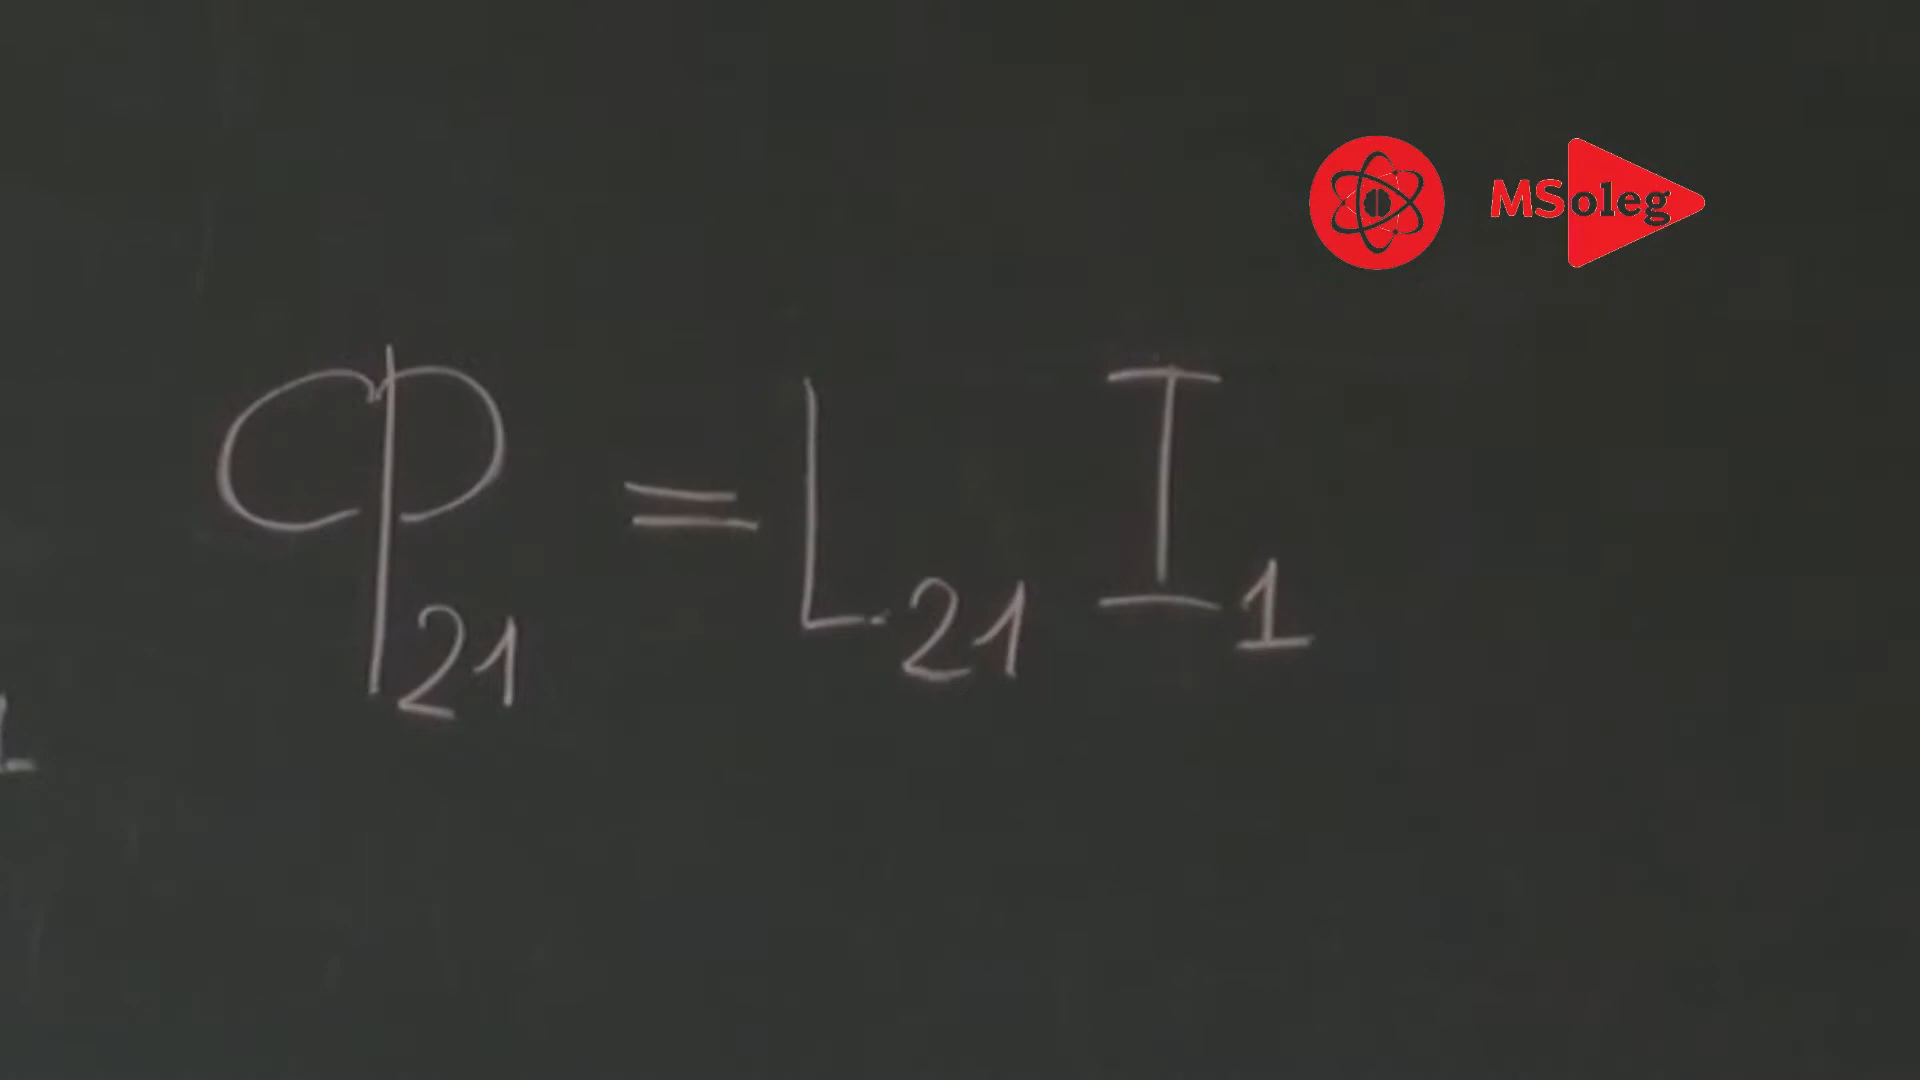 MSoleg
Φ₂₁ = L₂₁ I₁